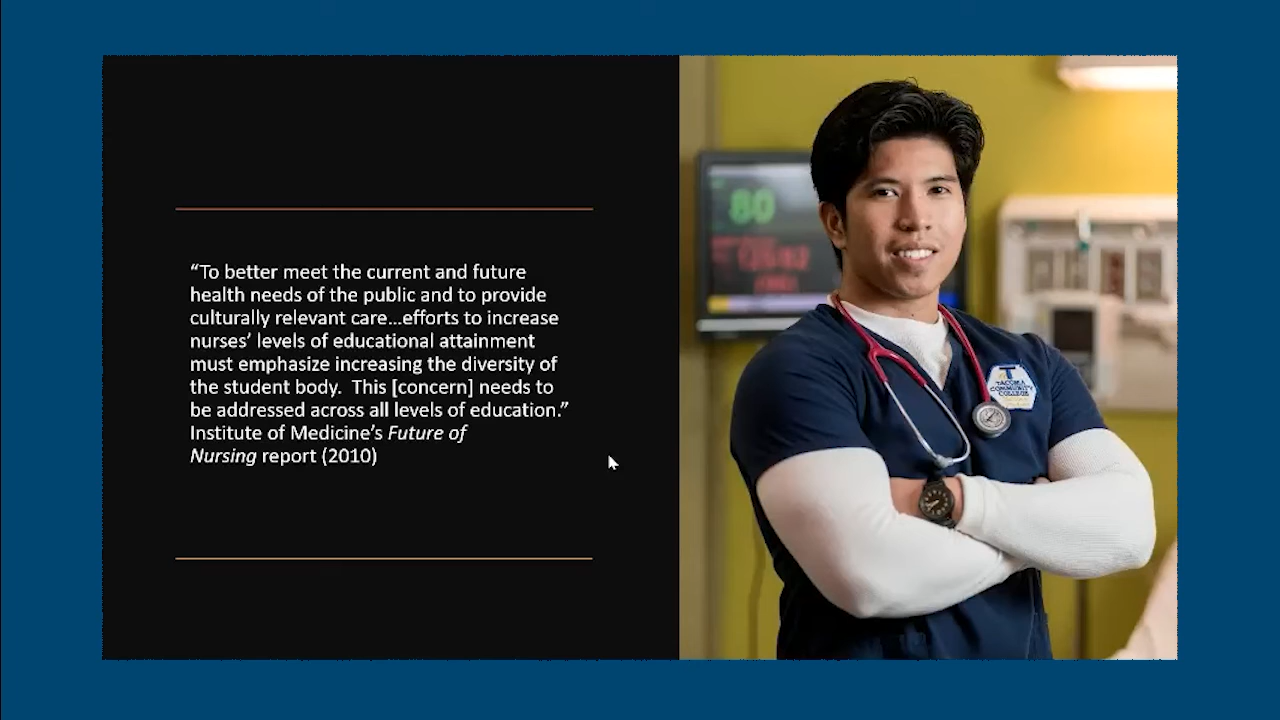 “To better meet the current and future
health needs of the public and to provide
culturally relevant care...efforts to increase
nurses’ levels of educational attainment
must emphasize increasing the diversity of
the student body.  This [concern] needs to
be addressed across all levels of education.”
Institute of Medicine’s Future of
Nursing report (2010)
80
TACOMA
COMMUNITY
COLLEGE